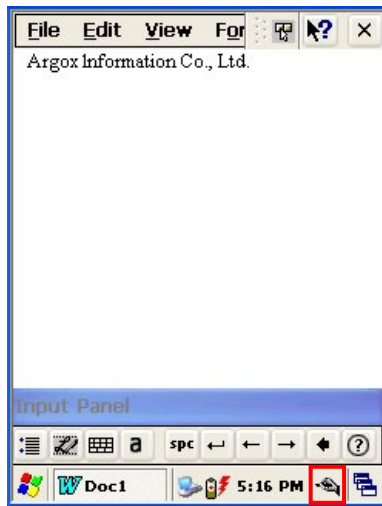 File Edit View For ?
Argox Information Co., Ltd.
Input Panel
a spc ?
W Doc1 5:16 PM